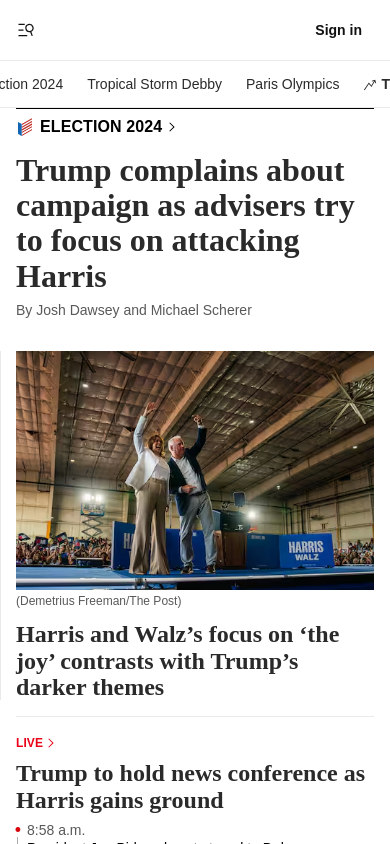 Sign in
ction 2024
Tropical Storm Debby
Paris Olympics
ELECTION 2024
Trump complains about
campaign as advisers try
to focus on attacking
Harris
By Josh Dawsey and Michael Scherer
HARRIS
WALZ
(Demetrius Freeman/The Post)
Harris and Walz’s focus on ‘the
joy’ contrasts with Trump’s
darker themes
LIVE
Trump to hold news conference as
Harris gains ground
8:58 a.m.